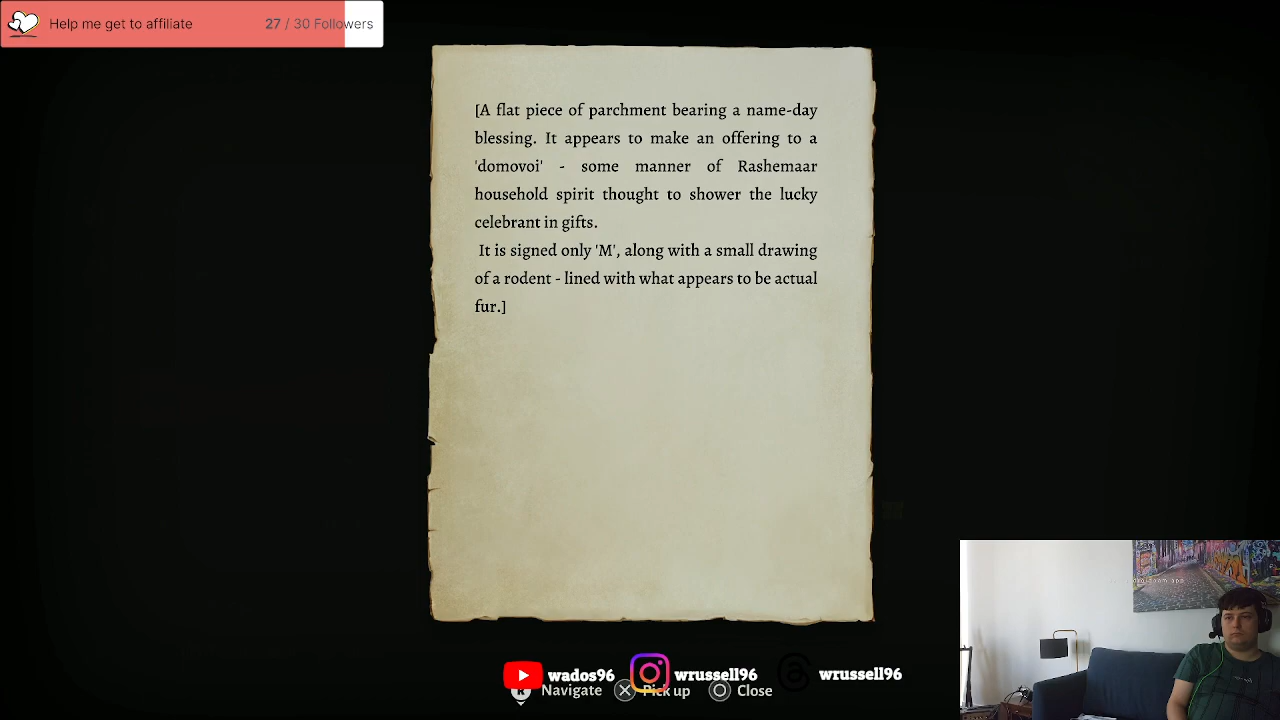 Help me get to affiliate 27 / 30 Followers
[A flat piece of parchment bearing a name-day
blessing. It appears to make an offering to a
'domovoi' - some manner of Rashemaar
household spirit thought to shower the lucky
celebrant in gifts.
It is signed only 'M', along with a small drawing
of a rodent - lined with what appears to be actual
fur.]
wados96 wrussell96 wrussell96
R Navigate Pick up Close